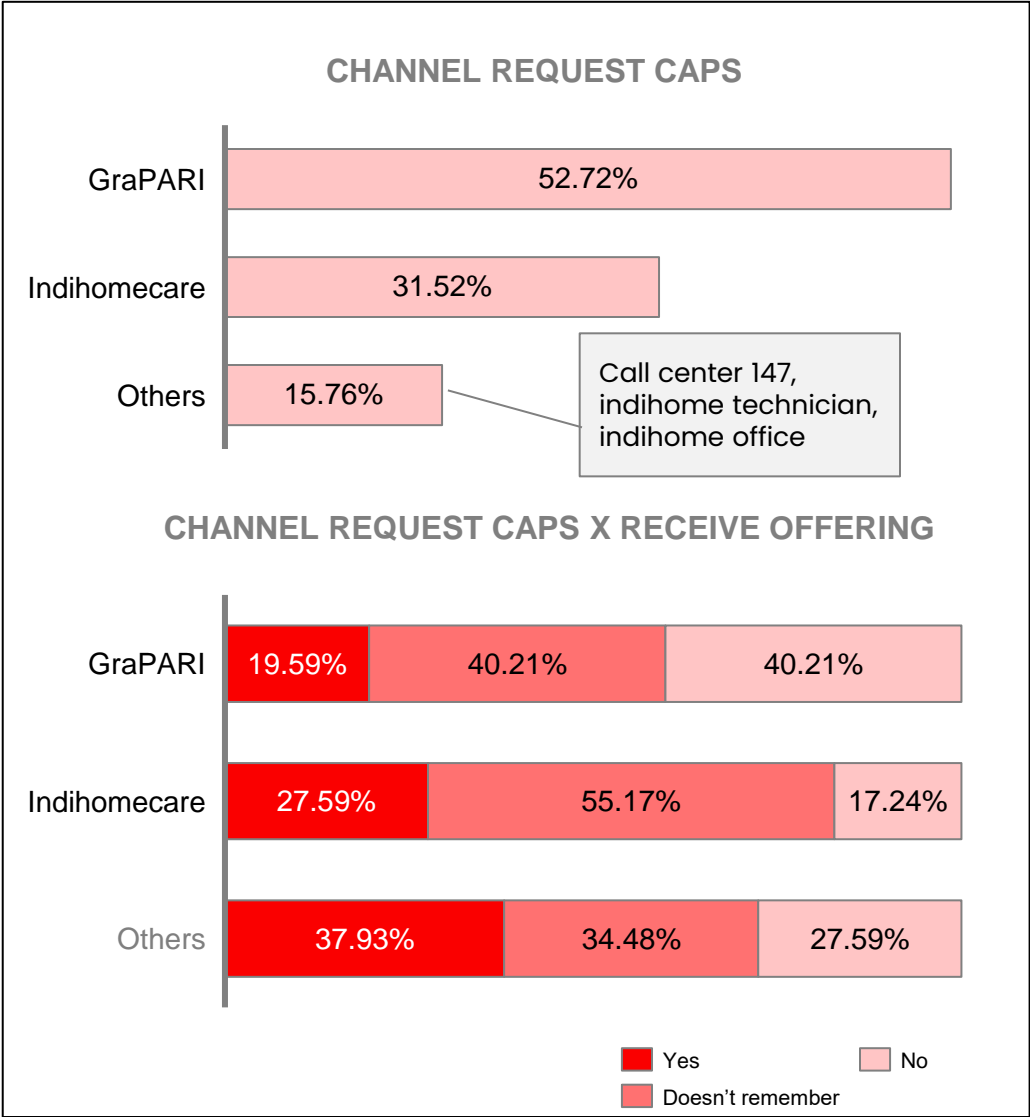 CHANNEL REQUEST CAPS
GraPARI
52.72%
Indihomecare
31.52%
Others
15.76%
Call center 147,
indihome technician,
indihome office
CHANNEL REQUEST CAPS X RECEIVE OFFERING
GraPARI
19.59%
40.21%
40.21%
Indihomecare
27.59%
55.17%
17.24%
Others
37.93%
34.48%
27.59%
Yes
No
Doesn't remember